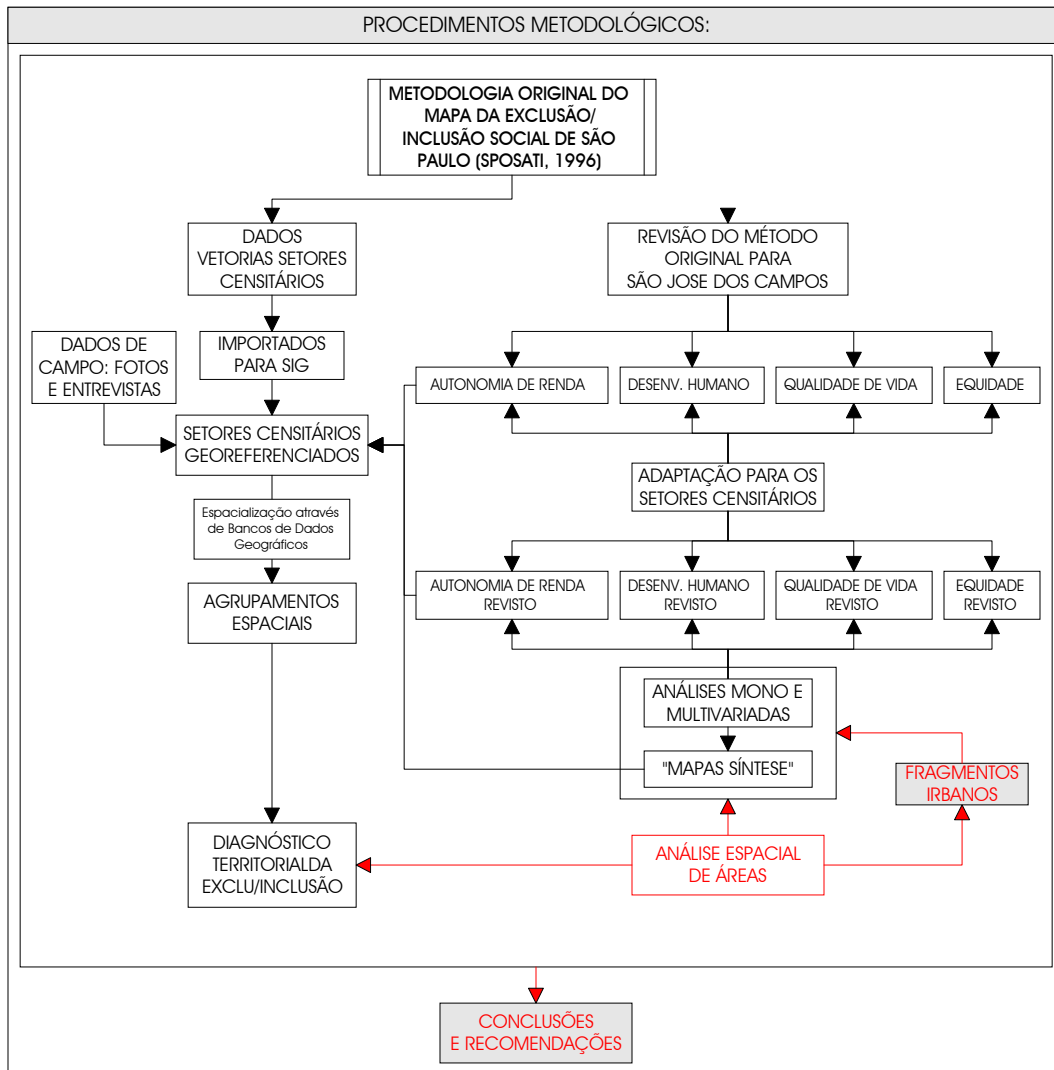 PROCEDIMENTOS METODOLÓGICOS:
METODOLOGIA ORIGINAL DO
MAPA DA EXCLUSÃO/
INCLUSÃO SOCIAL DE SÃO
PAULO (SPOSATI, 1996)
DADOS
VETORIAS SETORES
CENSITÁRIOS
REVISÃO DO MÉTODO
ORIGINAL PARA
SÃO JOSE DOS CAMPOS
DADOS DE
CAMPO: FOTOS
E ENTREVISTAS
IMPORTADOS
PARA SIG
AUTONOMIA DE RENDA
DESENV. HUMANO
QUALIDADE DE VIDA
EQUIDADE
SETORES CENSITÁRIOS
GEOREFERENCIADOS
ADAPTAÇÃO PARA OS
SETORES CENSITÁRIOS
Espacialização através
de Bancos de Dados
Geográficos
AUTONOMIA DE RENDA
REVISTO
DESENV. HUMANO
REVISTO
QUALIDADE DE VIDA
REVISTO
EQUIDADE
REVISTO
AGRUPAMENTOS
ESPACIAIS
ANÁLISES MONO E
MULTIVARIADAS
"MAPAS SÍNTESE"
FRAGMENTOS
IRBANOS
DIAGNÓSTICO
TERRITORIALDA
EXCLU/INCLUSÃO
ANÁLISE ESPACIAL
DE ÁREAS
CONCLUSÕES
E RECOMENDAÇÕES